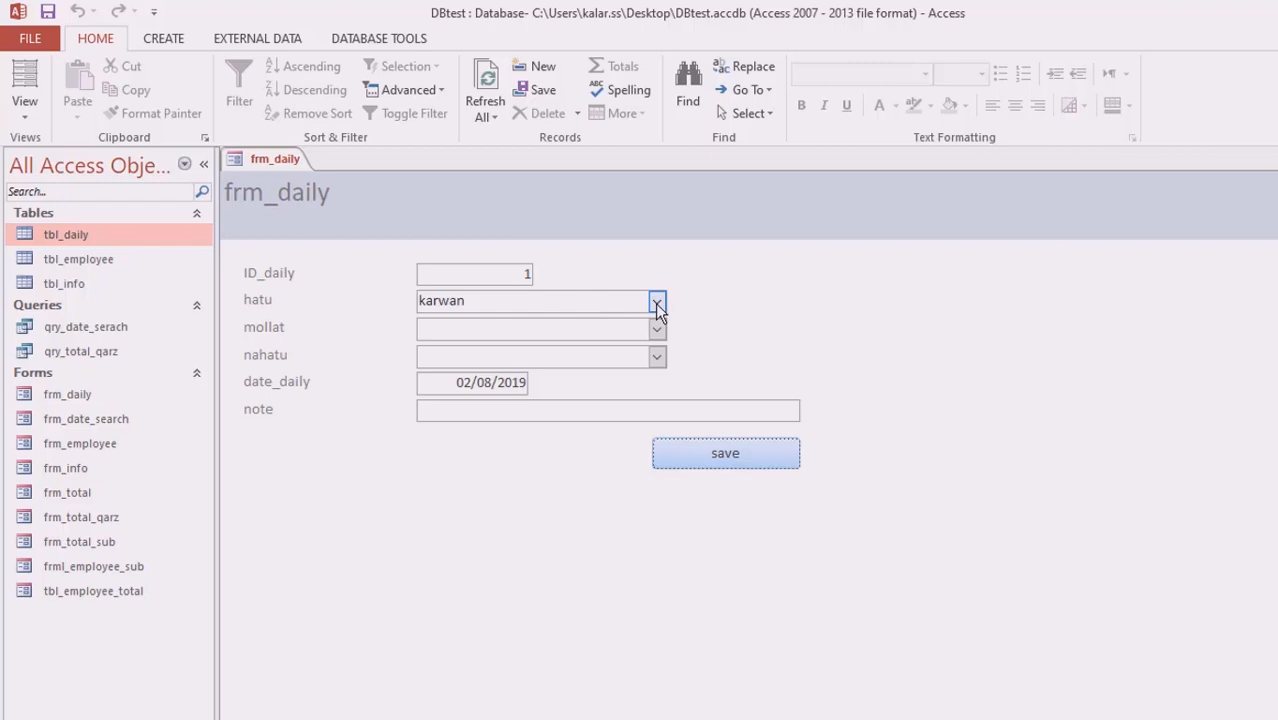 DBtest : Database- C:\Users\kalar.ss\Desktop\DBtest.accdb (Access 2007 - 2013 file format) - Access
FILE HOME CREATE EXTERNAL DATA DATABASE TOOLS
View
Views
Paste
Cut
Copy
Format Painter
Clipboard
Filter
Ascending
Descending
Remove Sort
Selection
Advanced
Toggle Filter
Sort & Filter
Refresh
All
New
Save
Delete
Totals
Spelling
More
Records
Find
Replace
Go To
Select
Find
B I U A
Text Formatting
All Access Obje...
Search...
Tables
tbl_daily
tbl_employee
tbl_info
Queries
qry_date_serach
qry_total_qarz
Forms
frm_daily
frm_date_search
frm_employee
frm_info
frm_total
frm_total_qarz
frm_total_sub
frml_employee_sub
tbl_employee_total
frm_daily
frm_daily
ID_daily 1
hatu karwan
mollat
nahatu
date_daily 02/08/2019
note
save